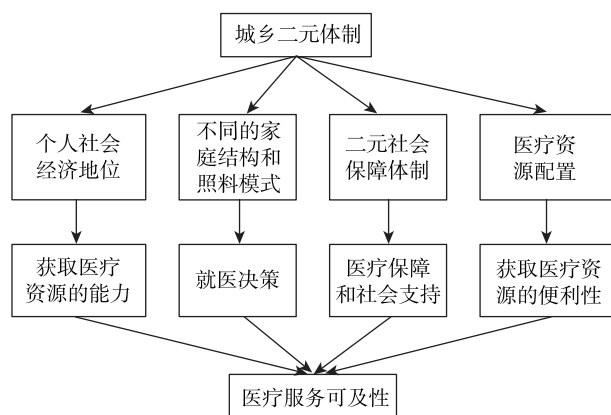 城乡二元体制
个人社会
经济地位
不同的家
庭结构和
照料模式
二元社会
保障体制
医疗资
源配置
获取医疗
资源的能力
就医决策
医疗保障
和社会支持
获取医疗资
源的便利性
医疗服务可及性